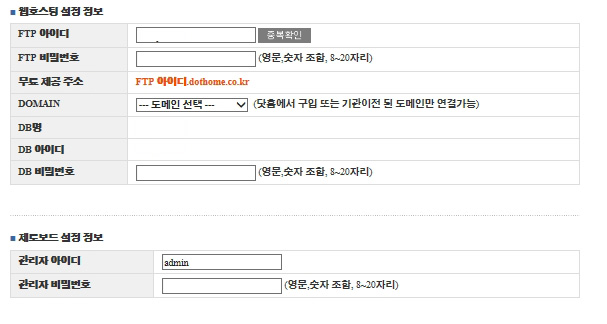 웹호스팅 설정 정보
FTP 아이디 중복확인
FTP 비밀번호 (영문,숫자 조합, 8~20자리)
무료 제공 주소 FTP 아이디.dothome.co.kr
DOMAIN --- 도메인 선택 --- (닷홈에서 구입 또는 기관이전 된 도메인만 연결가능)
DB명
DB 아이디
DB 비밀번호 (영문,숫자 조합, 8~20자리)
제로보드 설정 정보
관리자 아이디 admin
관리자 비밀번호 (영문,숫자 조합, 8~20자리)